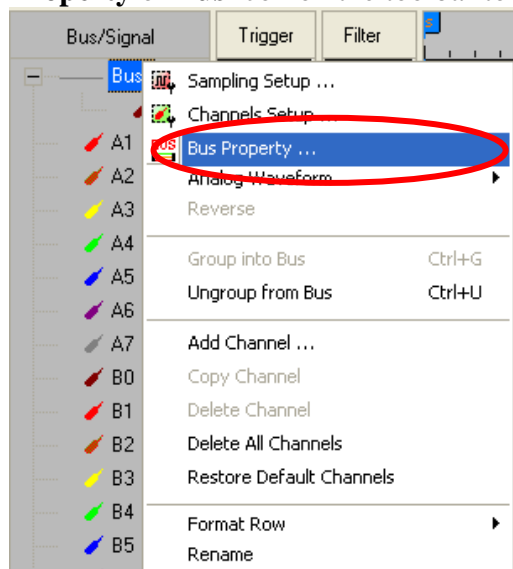 Bus/Signal Trigger Filter
Bus
Sampling Setup ...
Channels Setup ...
A1 BUS Bus Property ...
A2 Analog Waveform
A3 Reverse
A4
Group into Bus Ctrl+G
A5
Ungroup from Bus Ctrl+U
A6
A7 Add Channel ...
B0 Copy Channel
B1 Delete Channel
B2 Delete All Channels
B3 Restore Default Channels
B4
Format Row
B5
Rename